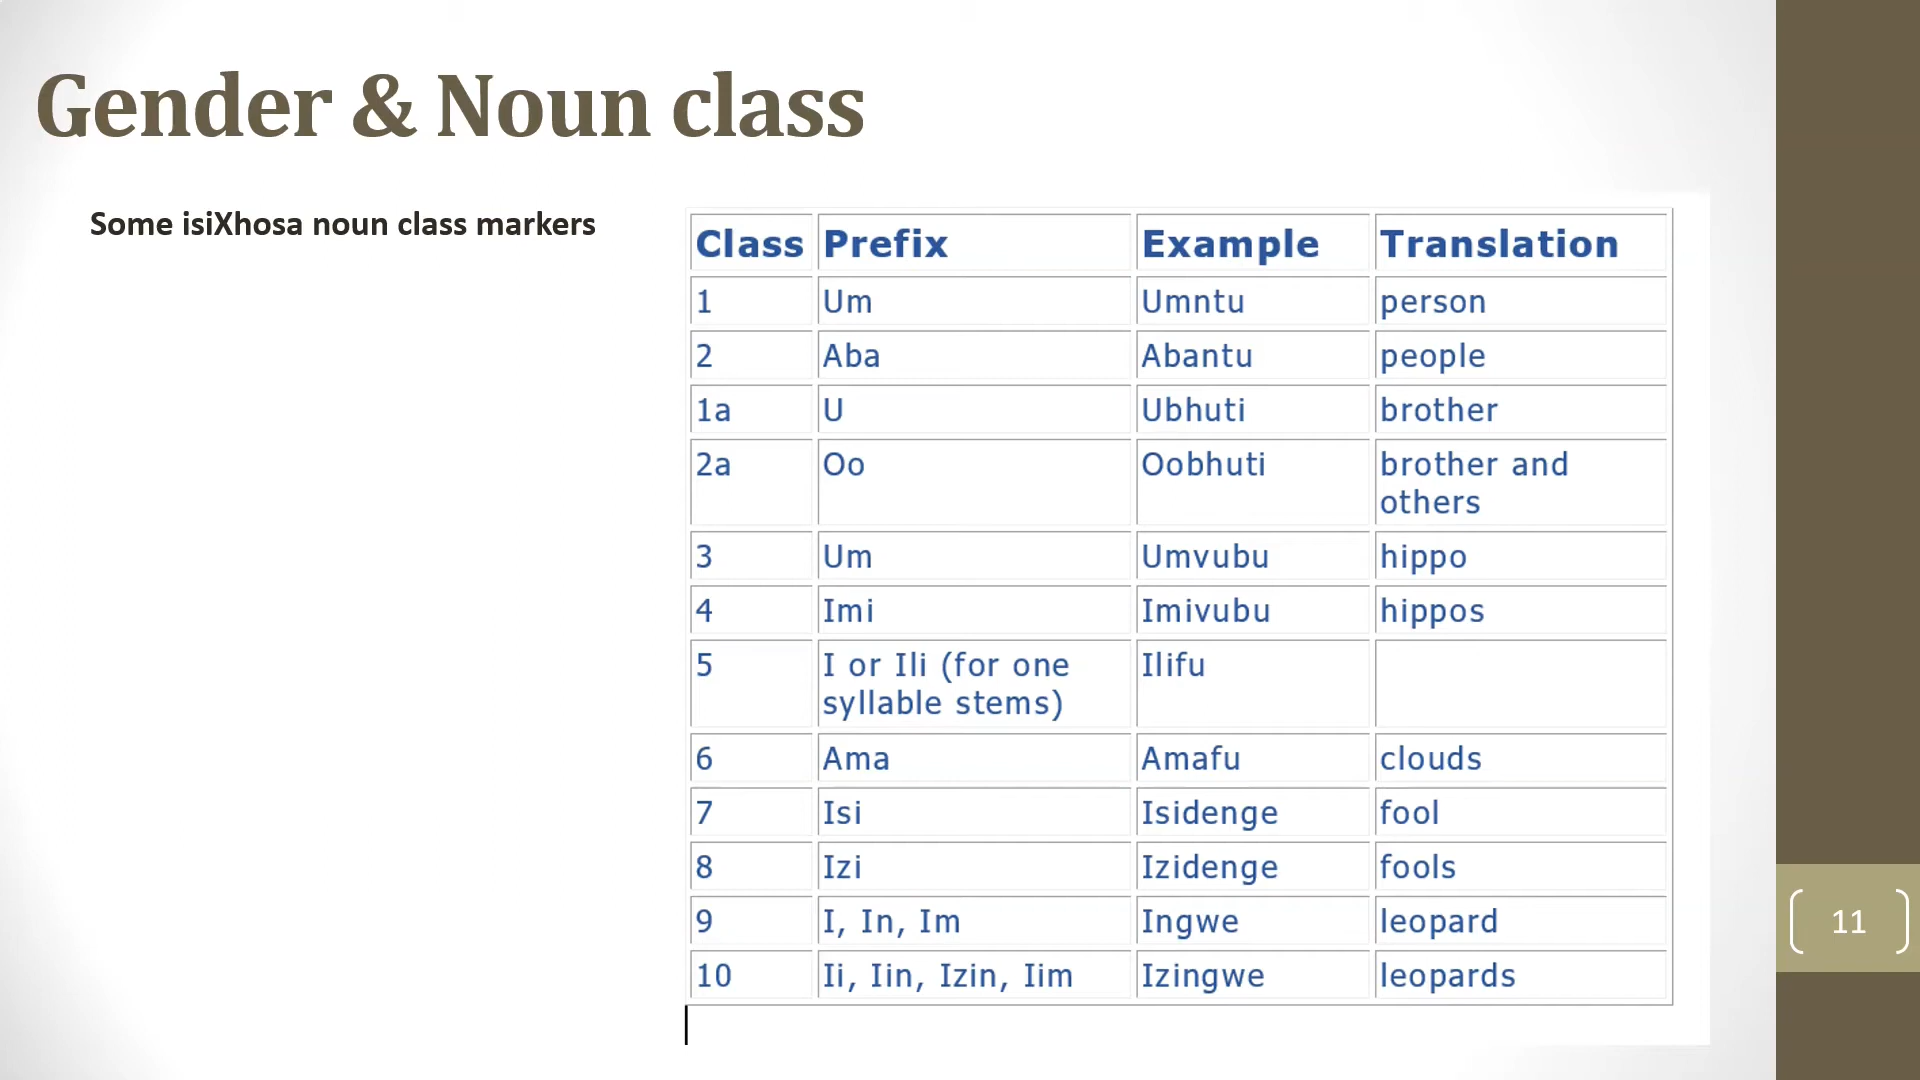 Gender & Noun class
Some isiXhosa noun class markers
Class Prefix Example Translation
1 Um Umntu person
2 Aba Abantu people
1a U Ubhuti brother
2a Oo Oobhuti brother and
others
3 Um Umvubu hippo
4 Imi Imivubu hippos
5 I or Ili (for one Ilifu
syllable stems)
6 Ama Amafu clouds
7 Isi Isidenge fool
8 Izi Izidenge fools
9 I, In, Im Ingwe leopard
10 Ii, Iin, Izin, Iim Izingwe leopards
11